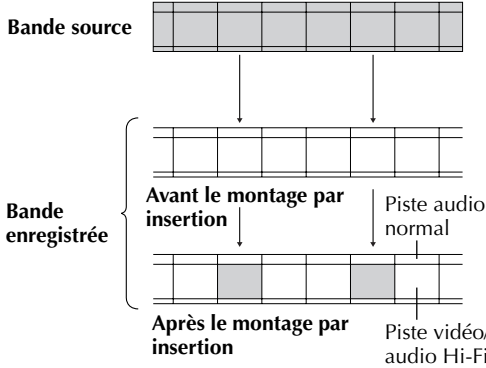 Bande source
Avant le montage par
insertion
Bande
enregistrée
Piste audio
normal
Après le montage par
insertion
Piste vidéo/
audio Hi-Fi